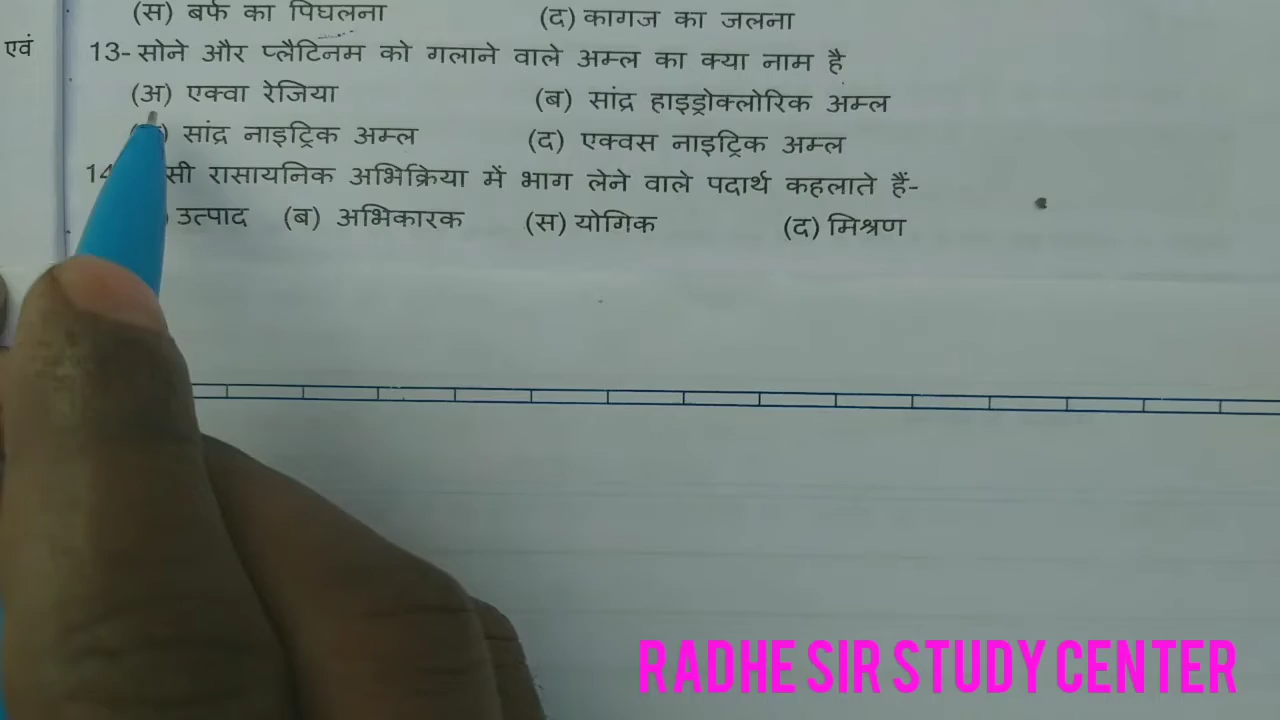 (स) बर्फ का पिघलना (द) कागज का जलना
एवं
13- सोने और प्लैटिनम को गलाने वाले अम्ल का क्या नाम है
(अ) एक्वा रेजिया (ब) सांद्र हाइड्रोक्लोरिक अम्ल
सांद्र नाइट्रिक अम्ल (द) एक्वस नाइट्रिक अम्ल
14 रासायनिक अभिक्रिया में भाग लेने वाले पदार्थ कहलाते हैं-
उत्पाद (ब) अभिकारक (स) योगिक (द) मिश्रण
RADHE SIR STUDY CENTER